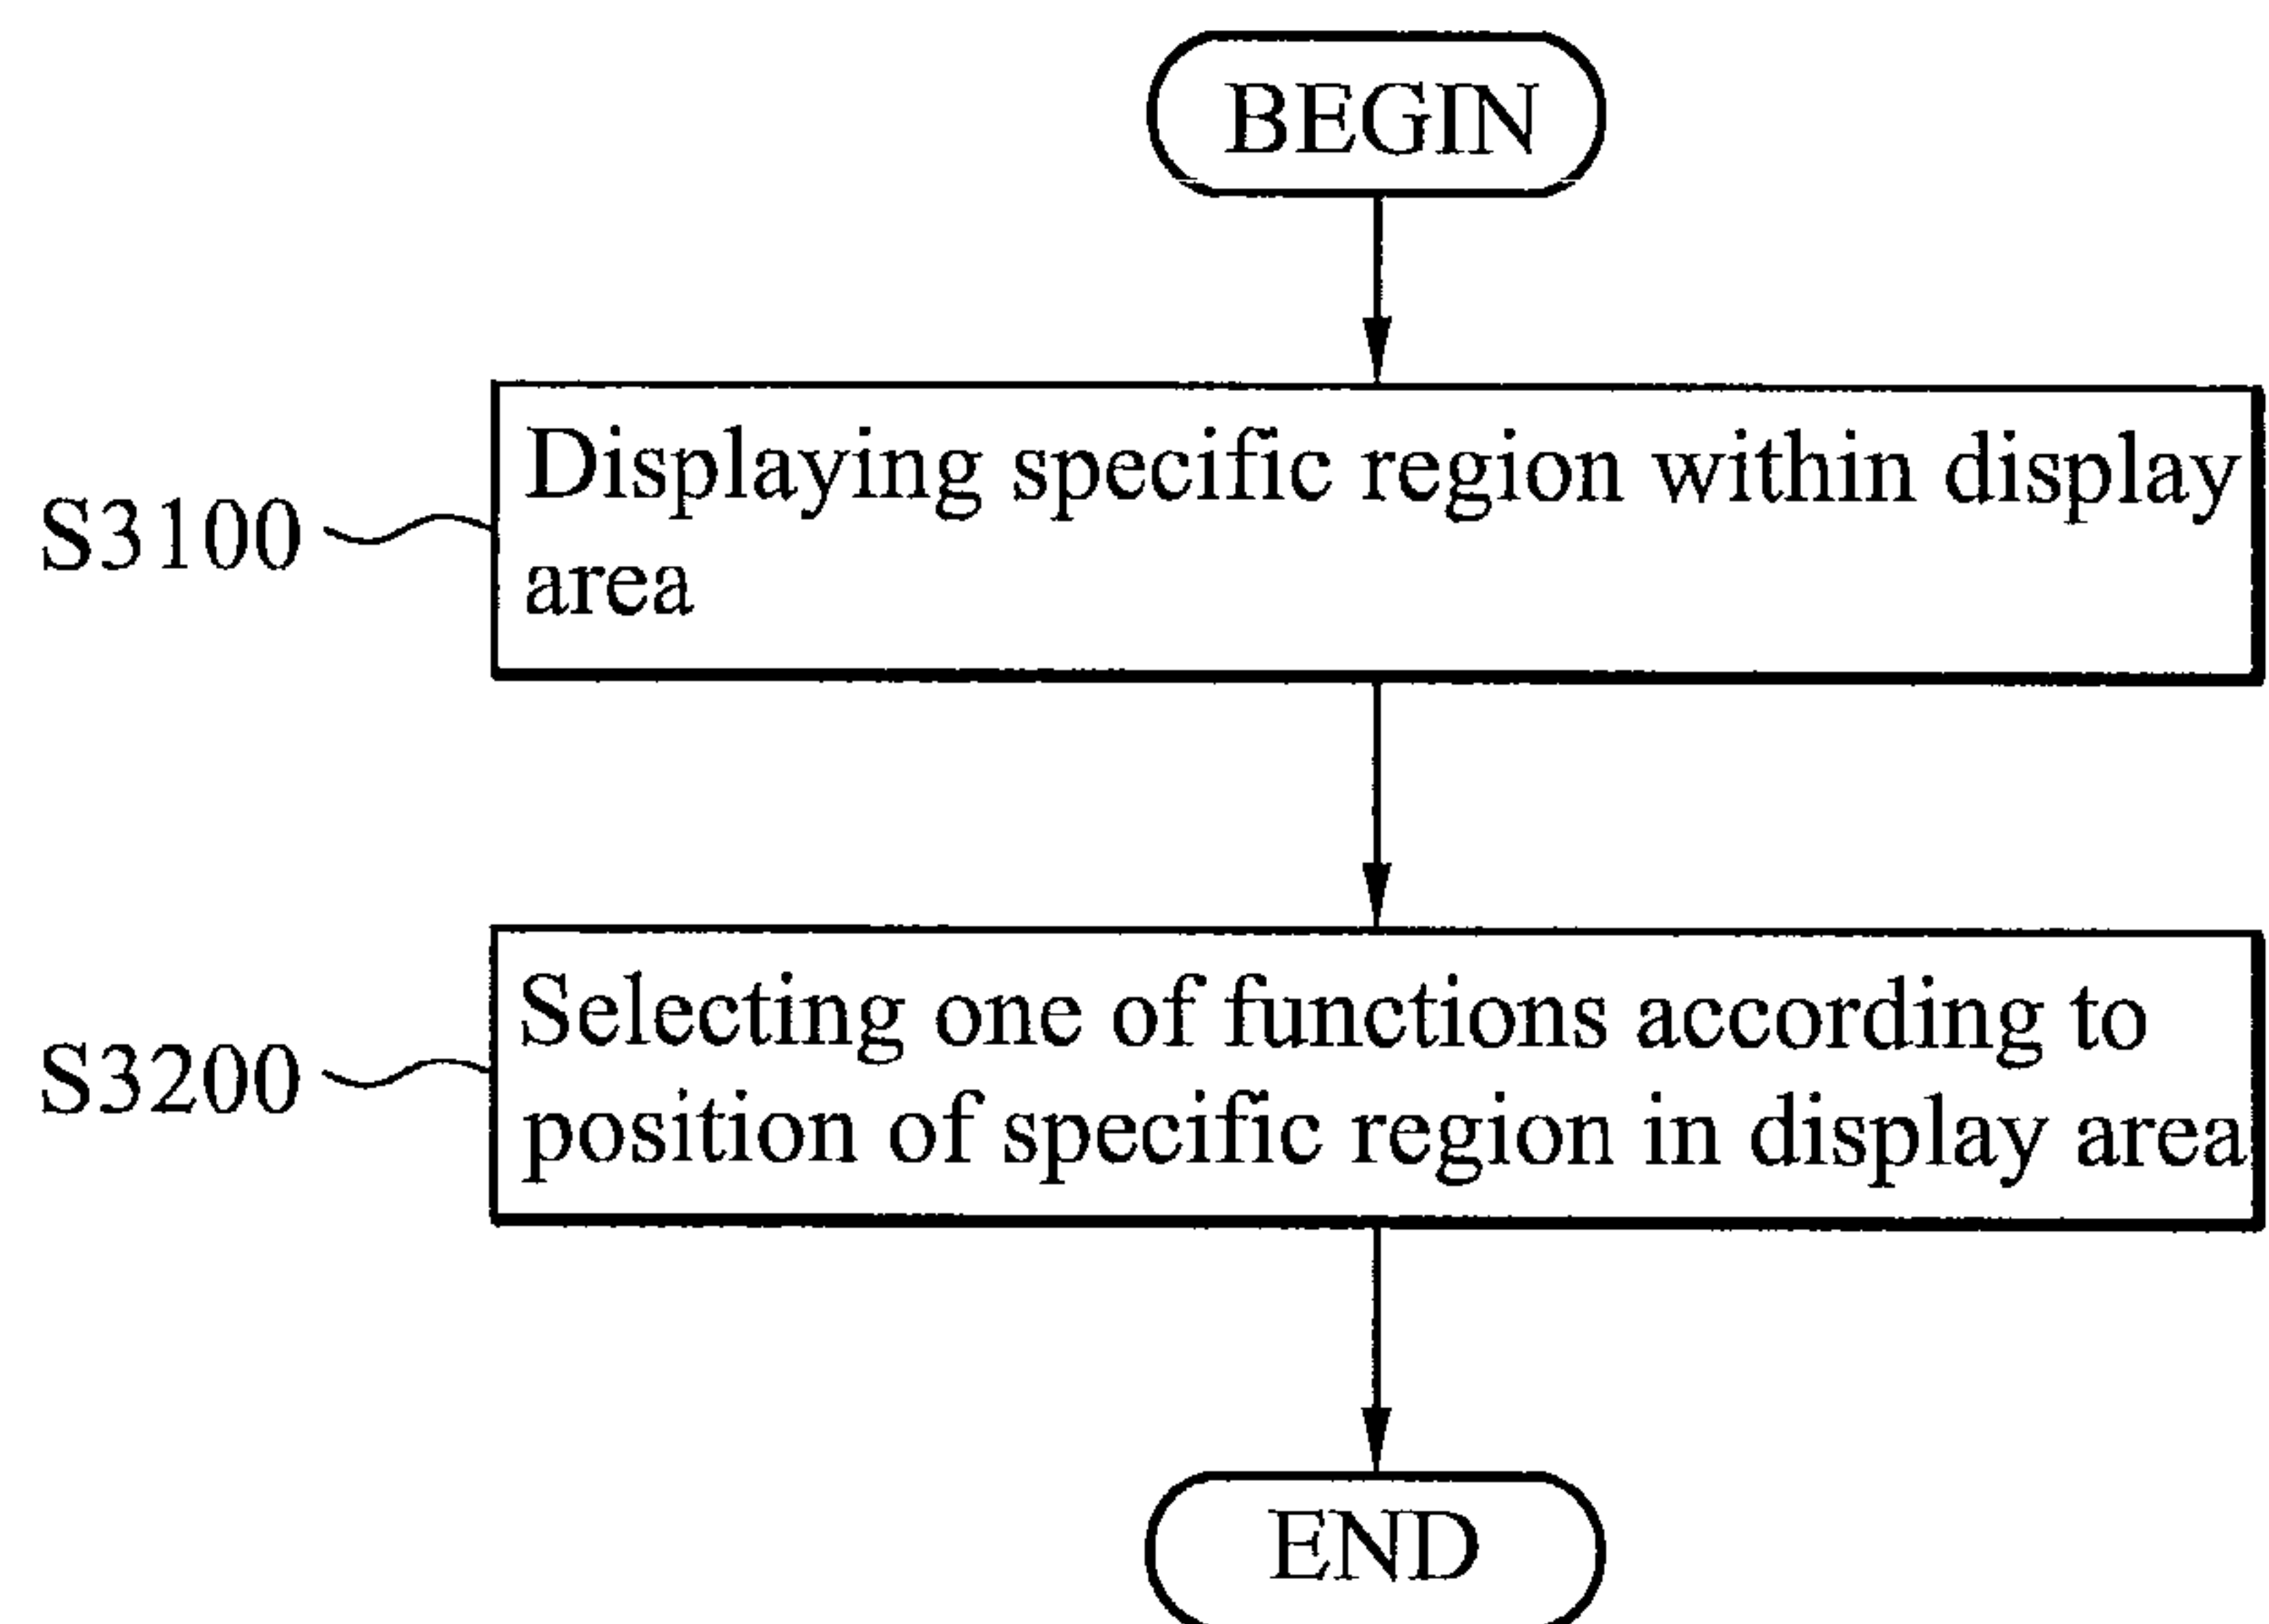 BEGIN
S3100
Displaying specific region within display
area
S3200
Selecting one of functions according to
position of specific region in display area
END